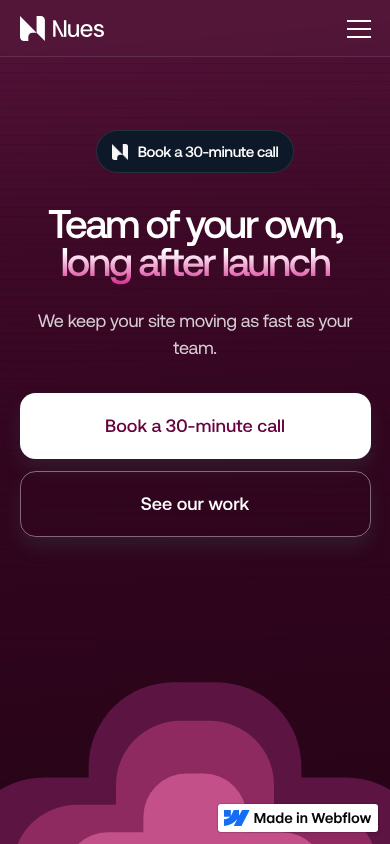 Nues
Book a 30-minute call
Team of your own,
long after launch
We keep your site moving as fast as your
team.
Book a 30-minute call
See our work
Made in Webflow